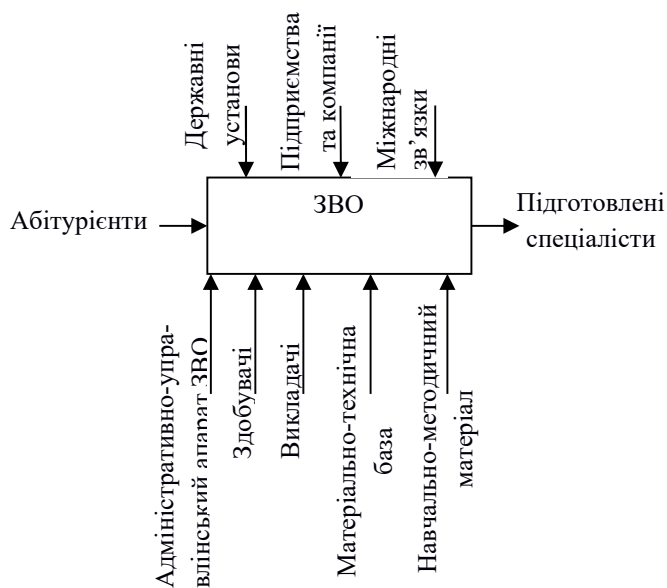 Державні
установи
Підприємства
та компанії
Міжнародні
зв’язки
ЗВО
Абітурієнти
Підготовлені
спеціалісти
Адміністративно-упра-
влінський апарат ЗВО
Здобувачі
Викладачі
Матеріально-технічна
база
Навчально-методичний
матеріал